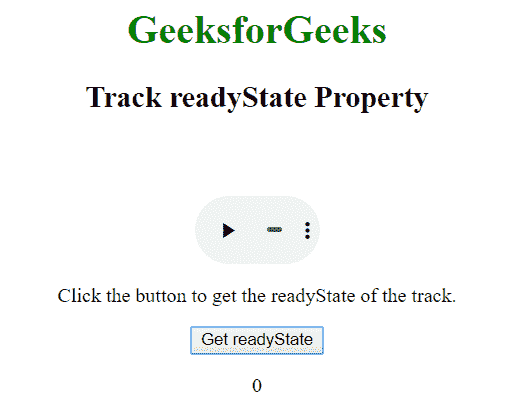 GeeksforGeeks
Track readyState Property
Click the button to get the readyState of the track.
Get readyState
0